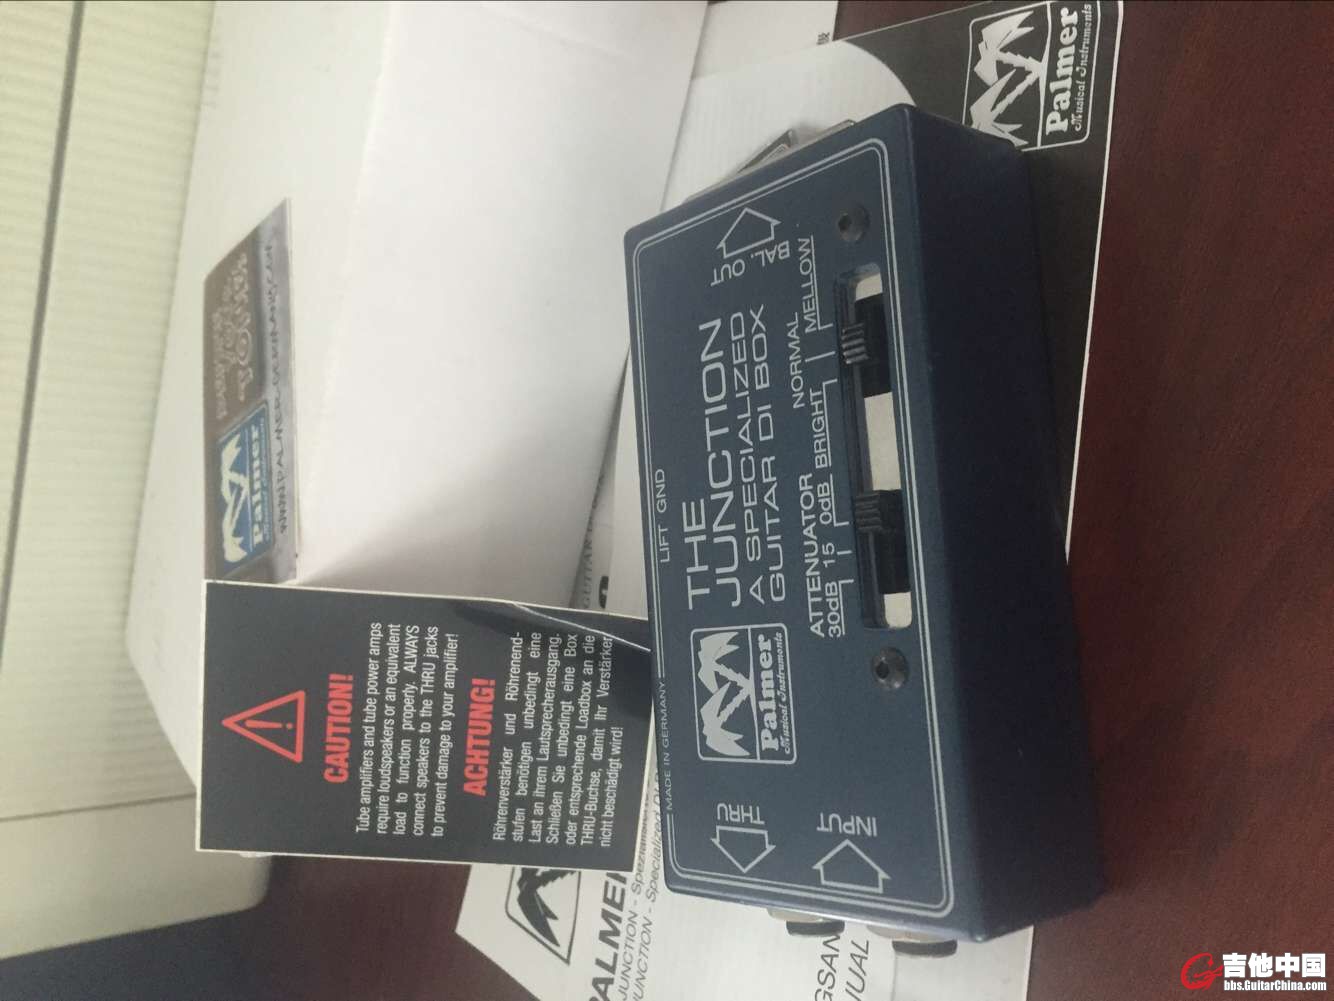 Palmer
Musical Instruments
LIFT GND
THE
JUNCTION
A SPECIALIZED
GUITAR DI BOX
MADE IN GERMANY
Palmer
Musical Instruments
BAL.
OUT
THRU
INPUT
ATTENUATOR
30dB 15 0dB
NORMAL
BRIGHT MELLOW
CAUTION!
Tube amplifiers and tube power amps
require loudspeakers or an equivalent
load to function properly. ALWAYS
connect speakers to the THRU jacks
to prevent damage to your amplifier!
ACHTUNG!
Röhrenverstärker und Röhrenend-
stufen benötigen unbedingt eine
Last an ihrem Lautsprecherausgang.
Schließen Sie unbedingt eine Box
oder entsprechende Loadbox an die
THRU-Buchse, damit Ihr Verstärker
nicht beschädigt wird!
Palmer
WWW.PALMER-GERMANY.COM
JUNCTION
JUNCTION - Specialized
吉他中国
bbs.GuitarChina.com